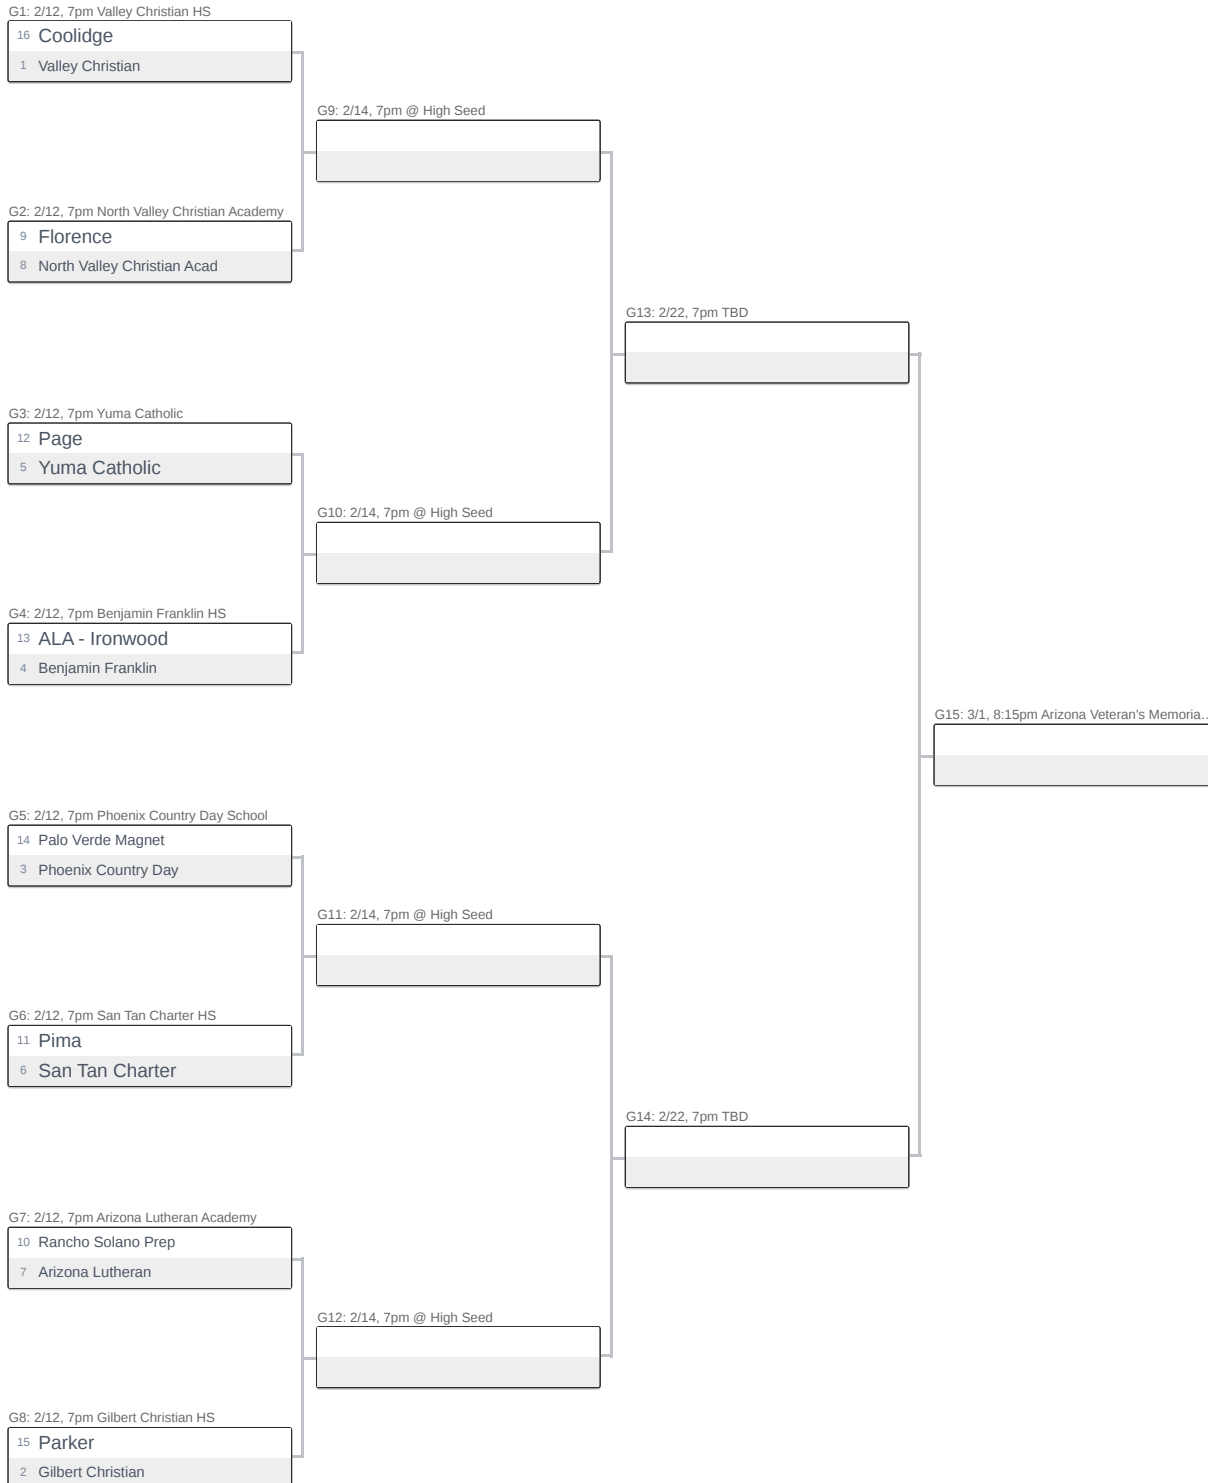 G1: 2/12, 7pm Valley Christian HS
16 Coolidge
1 Valley Christian
G9: 2/14, 7pm @ High Seed
G2: 2/12, 7pm North Valley Christian Academy
9 Florence
8 North Valley Christian Acad
G13: 2/22, 7pm TBD
G3: 2/12, 7pm Yuma Catholic
12 Page
5 Yuma Catholic
G10: 2/14, 7pm @ High Seed
G4: 2/12, 7pm Benjamin Franklin HS
13 ALA - Ironwood
4 Benjamin Franklin
G15: 3/1, 8:15pm Arizona Veteran's Memoria...
G5: 2/12, 7pm Phoenix Country Day School
14 Palo Verde Magnet
3 Phoenix Country Day
G11: 2/14, 7pm @ High Seed
G6: 2/12, 7pm San Tan Charter HS
11 Pima
6 San Tan Charter
G14: 2/22, 7pm TBD
G7: 2/12, 7pm Arizona Lutheran Academy
10 Rancho Solano Prep
7 Arizona Lutheran
G12: 2/14, 7pm @ High Seed
G8: 2/12, 7pm Gilbert Christian HS
15 Parker
2 Gilbert Christian